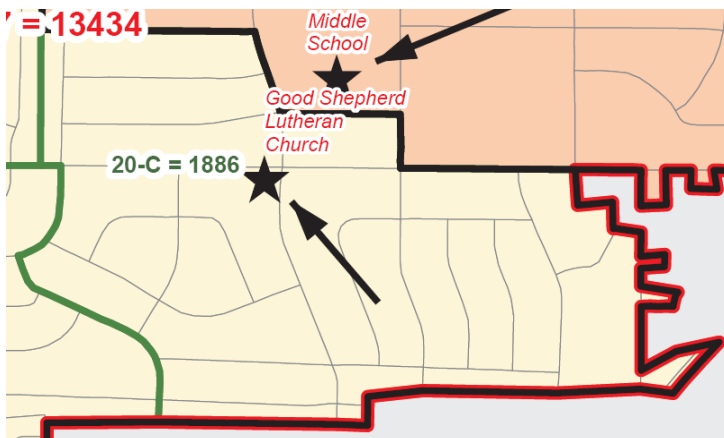 = 13434
Middle
School
Good Shepherd
Lutheran
Church
20-C = 1886